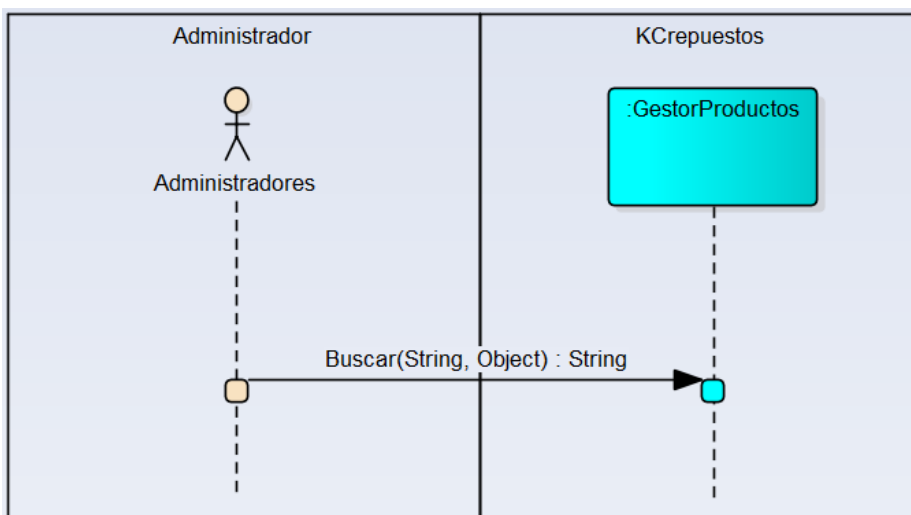 Administrador
KCrepuestos
:GestorProductos
Administradores
Buscar(String, Object) : String